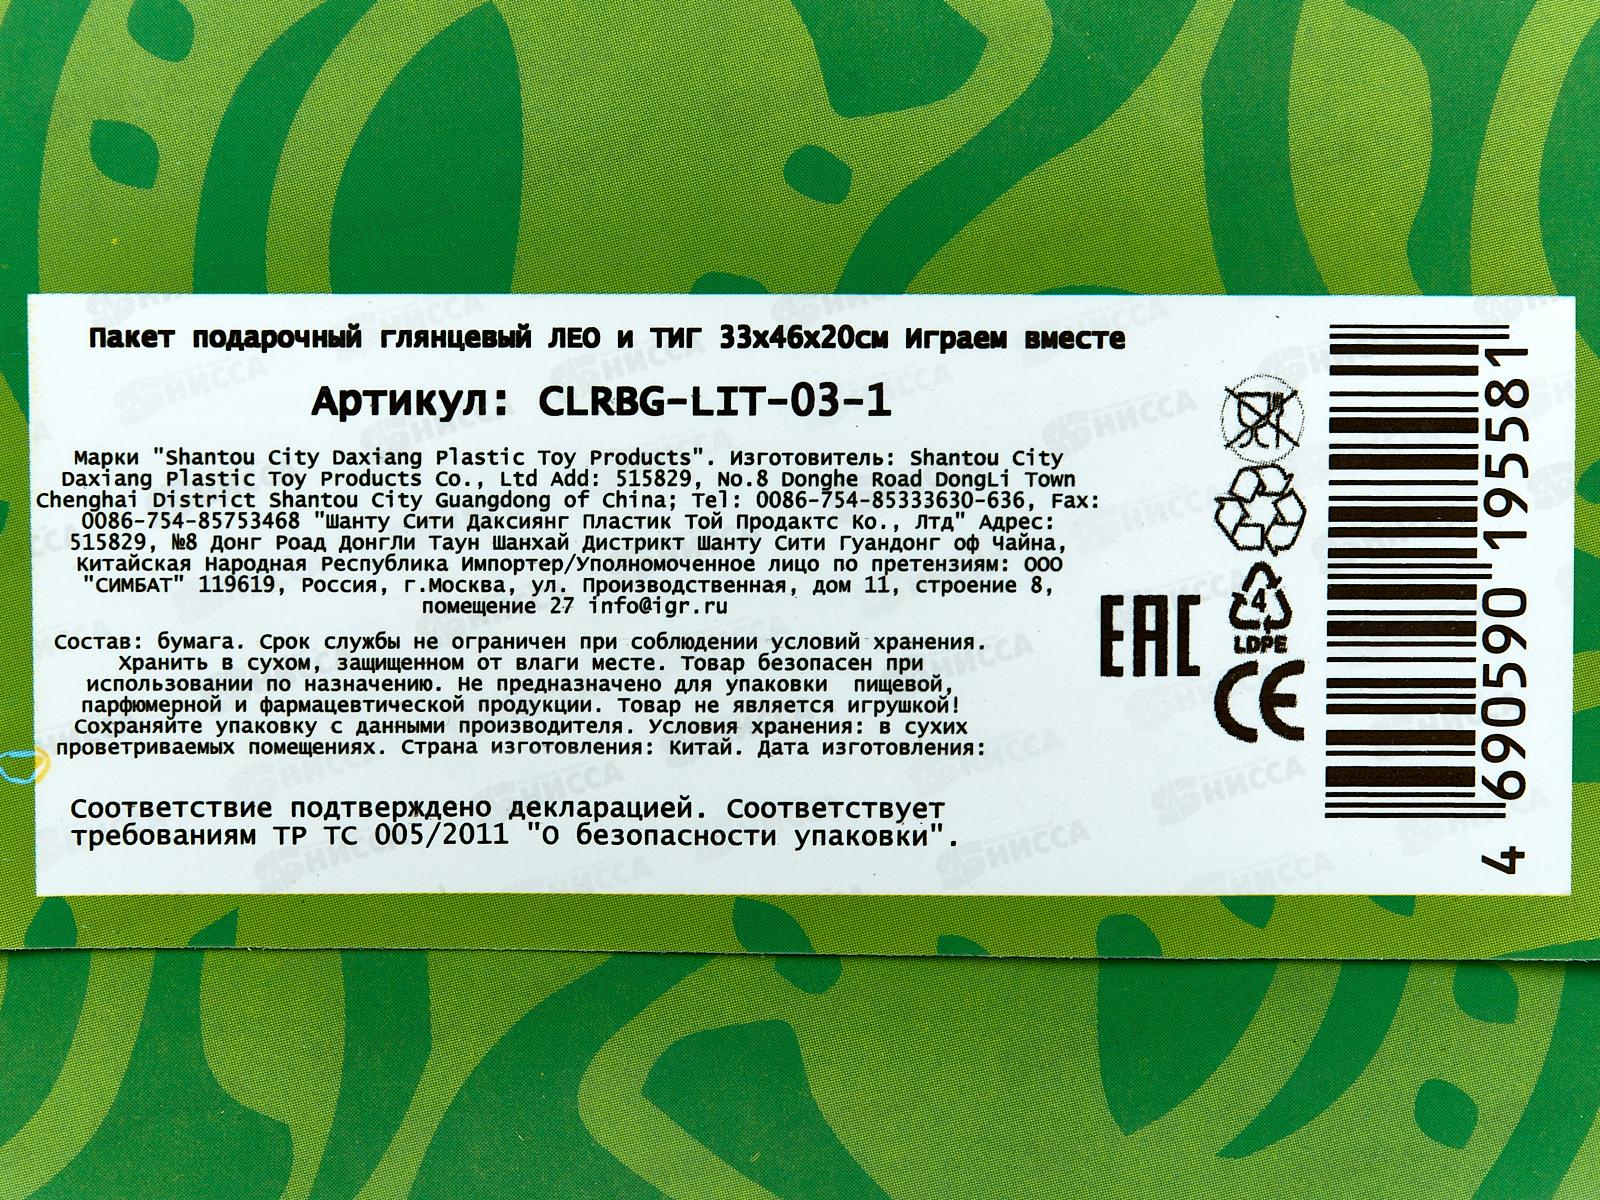 Пакет подарочный глянцевый ЛЕО и ТИГ 33х46х20см Играем вместе
Артикул: CLRBG-LIT-03-1
Марки "Shantou City Daxiang Plastic Toy Products". Изготовитель: Shantou City
Daxiang Plastic Toy Products Co., Ltd Add: 515829, No.8 Donghe Road DongLi Town
Chenghai District Shantou City Guangdong of China; Tel: 0086-754-85333630-636, Fax:
0086-754-85753468 "Шанту Сити Даксиянг Пластик Той Продактс Ко., Лтд" Адрес:
515829, №8 Донг Роад ДонгЛи Таун Шанхай Дистрикт Шанту Сити Гуандонг оф Чайна,
Китайская Народная Республика Импортер/Уполномоченное лицо по претензиям: ООО
"СИМБАТ" 119619, Россия, г.Москва, ул. Производственная, дом 11, строение 8,
помещение 27 info@igr.ru
Состав: бумага. Срок службы не ограничен при соблюдении условий хранения.
Хранить в сухом, защищенном от влаги месте. Товар безопасен при
использовании по назначению. Не предназначено для упаковки пищевой,
парфюмерной и фармацевтической продукции. Товар не является игрушкой!
Сохраняйте упаковку с данными производителя. Условия хранения: в сухих
проветриваемых помещениях. Страна изготовления: Китай. Дата изготовления:
Соответствие подтверждено декларацией. Соответствует
требованиям ТР ТС 005/2011 "О безопасности упаковки".
EAC
4
LDPE
CE
4 690590 195581
НИССА